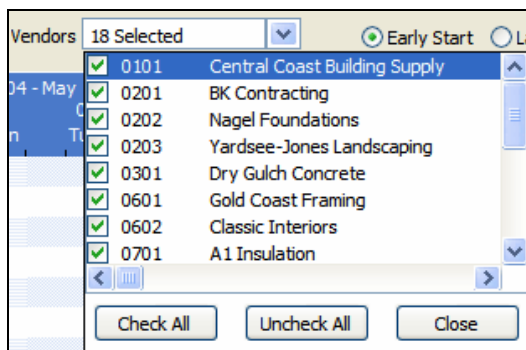 Vendors 18 Selected Early Start
0101 Central Coast Building Supply
0201 BK Contracting
04 - May
0202 Nagel Foundations
0203 Yardsee-Jones Landscaping
0301 Dry Gulch Concrete
0601 Gold Coast Framing
0602 Classic Interiors
0701 A1 Insulation
Check All Uncheck All Close